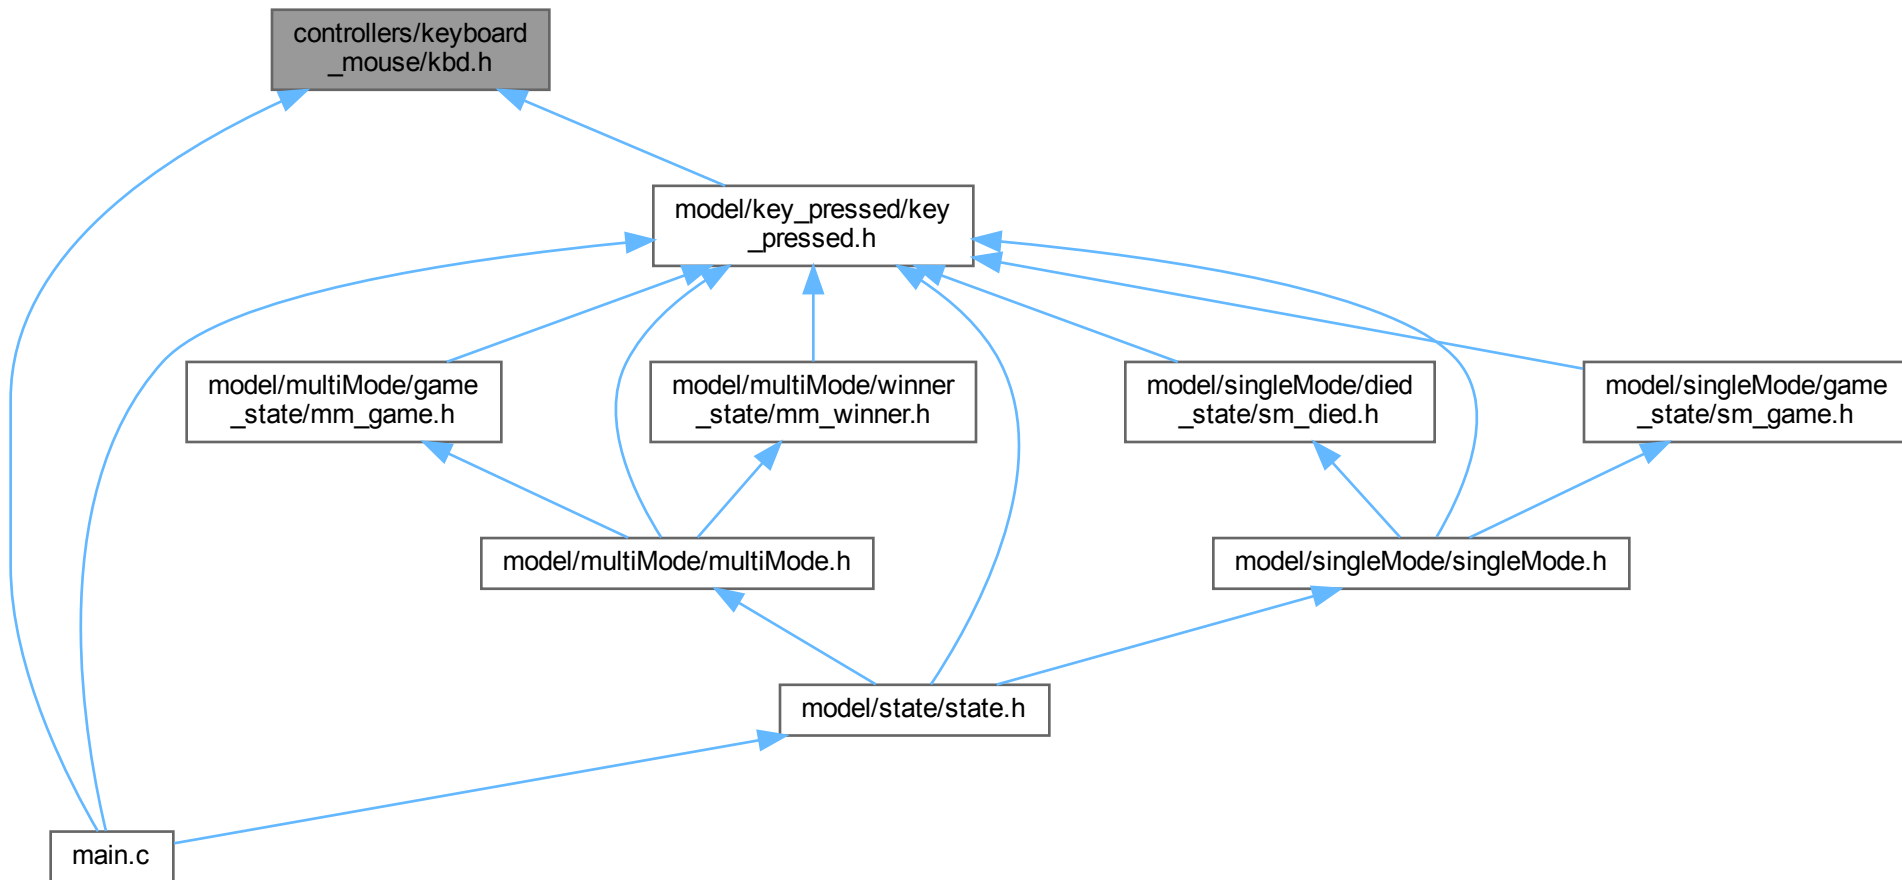 controllers/keyboard
_mouse/kbd.h
model/key_pressed/key
_pressed.h
model/multiMode/game
_state/mm_game.h
model/multiMode/winner
_state/mm_winner.h
model/singleMode/died
_state/sm_died.h
model/singleMode/game
_state/sm_game.h
model/multiMode/multiMode.h
model/singleMode/singleMode.h
model/state/state.h
main.c